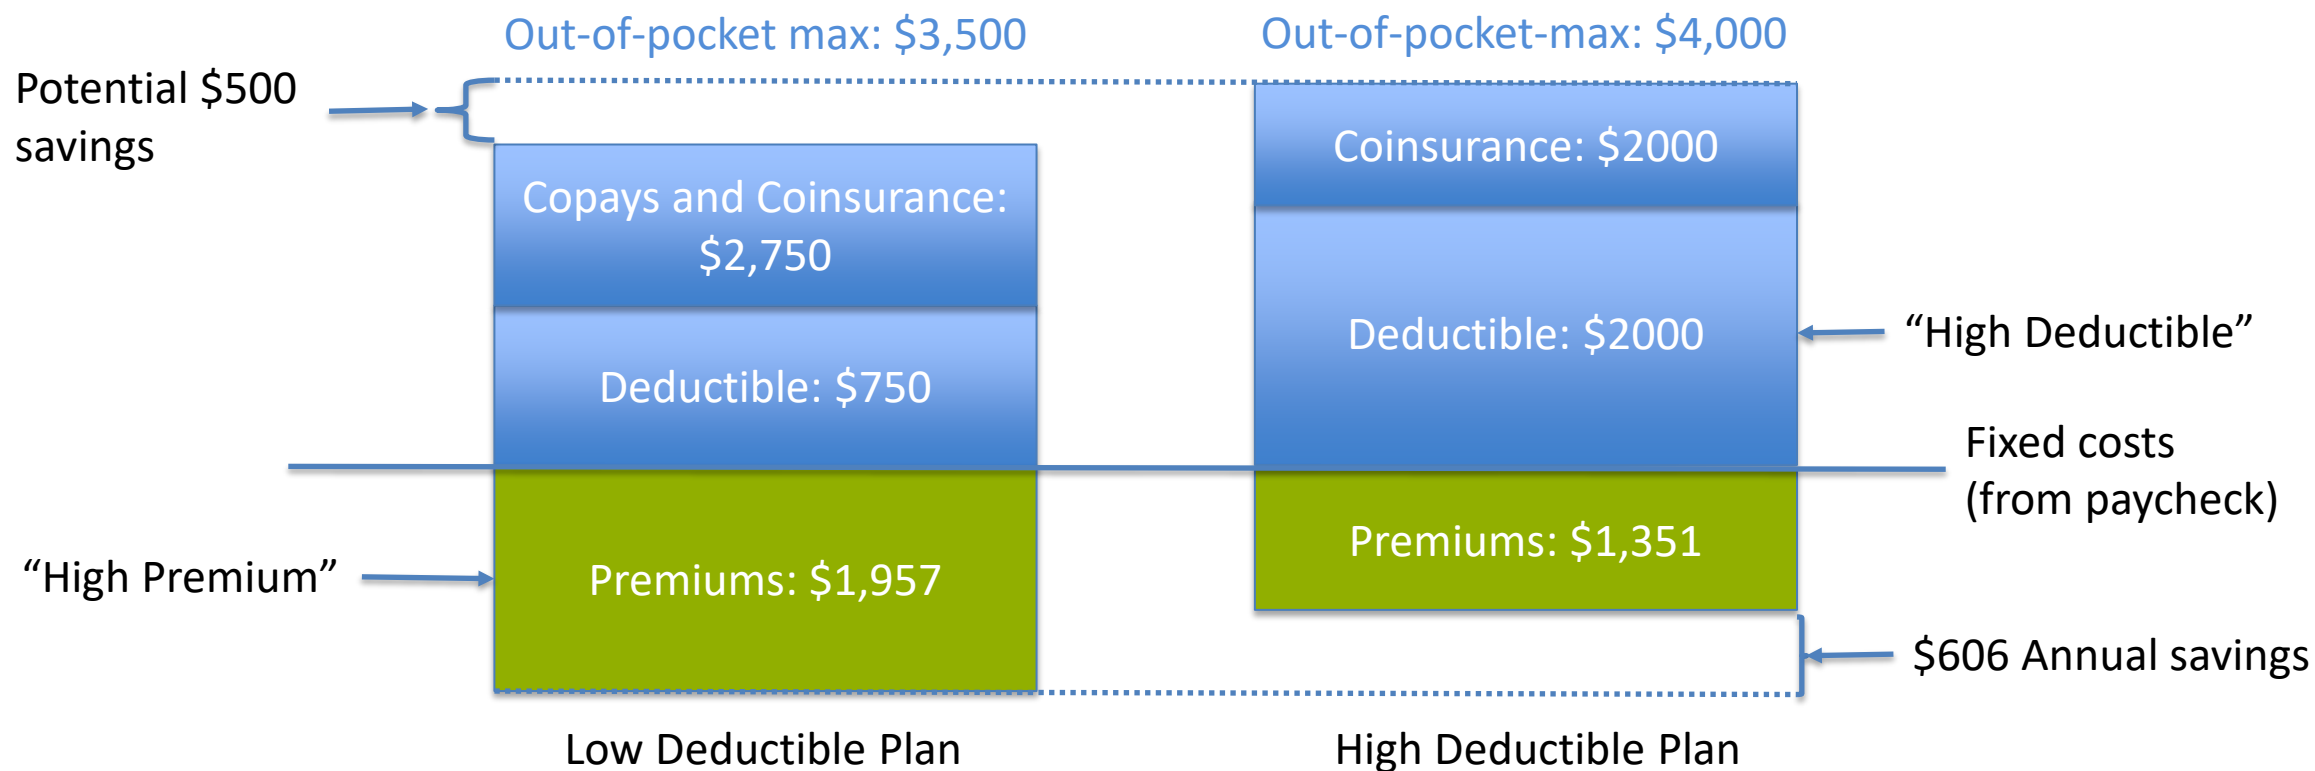 Out-of-pocket max: $3,500
Out-of-pocket-max: $4,000
Potential $500
savings
Copays and Coinsurance:
$2,750
Deductible: $750
Premiums: $1,957
“High Premium”
Low Deductible Plan
Coinsurance: $2000
Deductible: $2000
“High Deductible”
Fixed costs
(from paycheck)
Premiums: $1,351
$606 Annual savings
High Deductible Plan